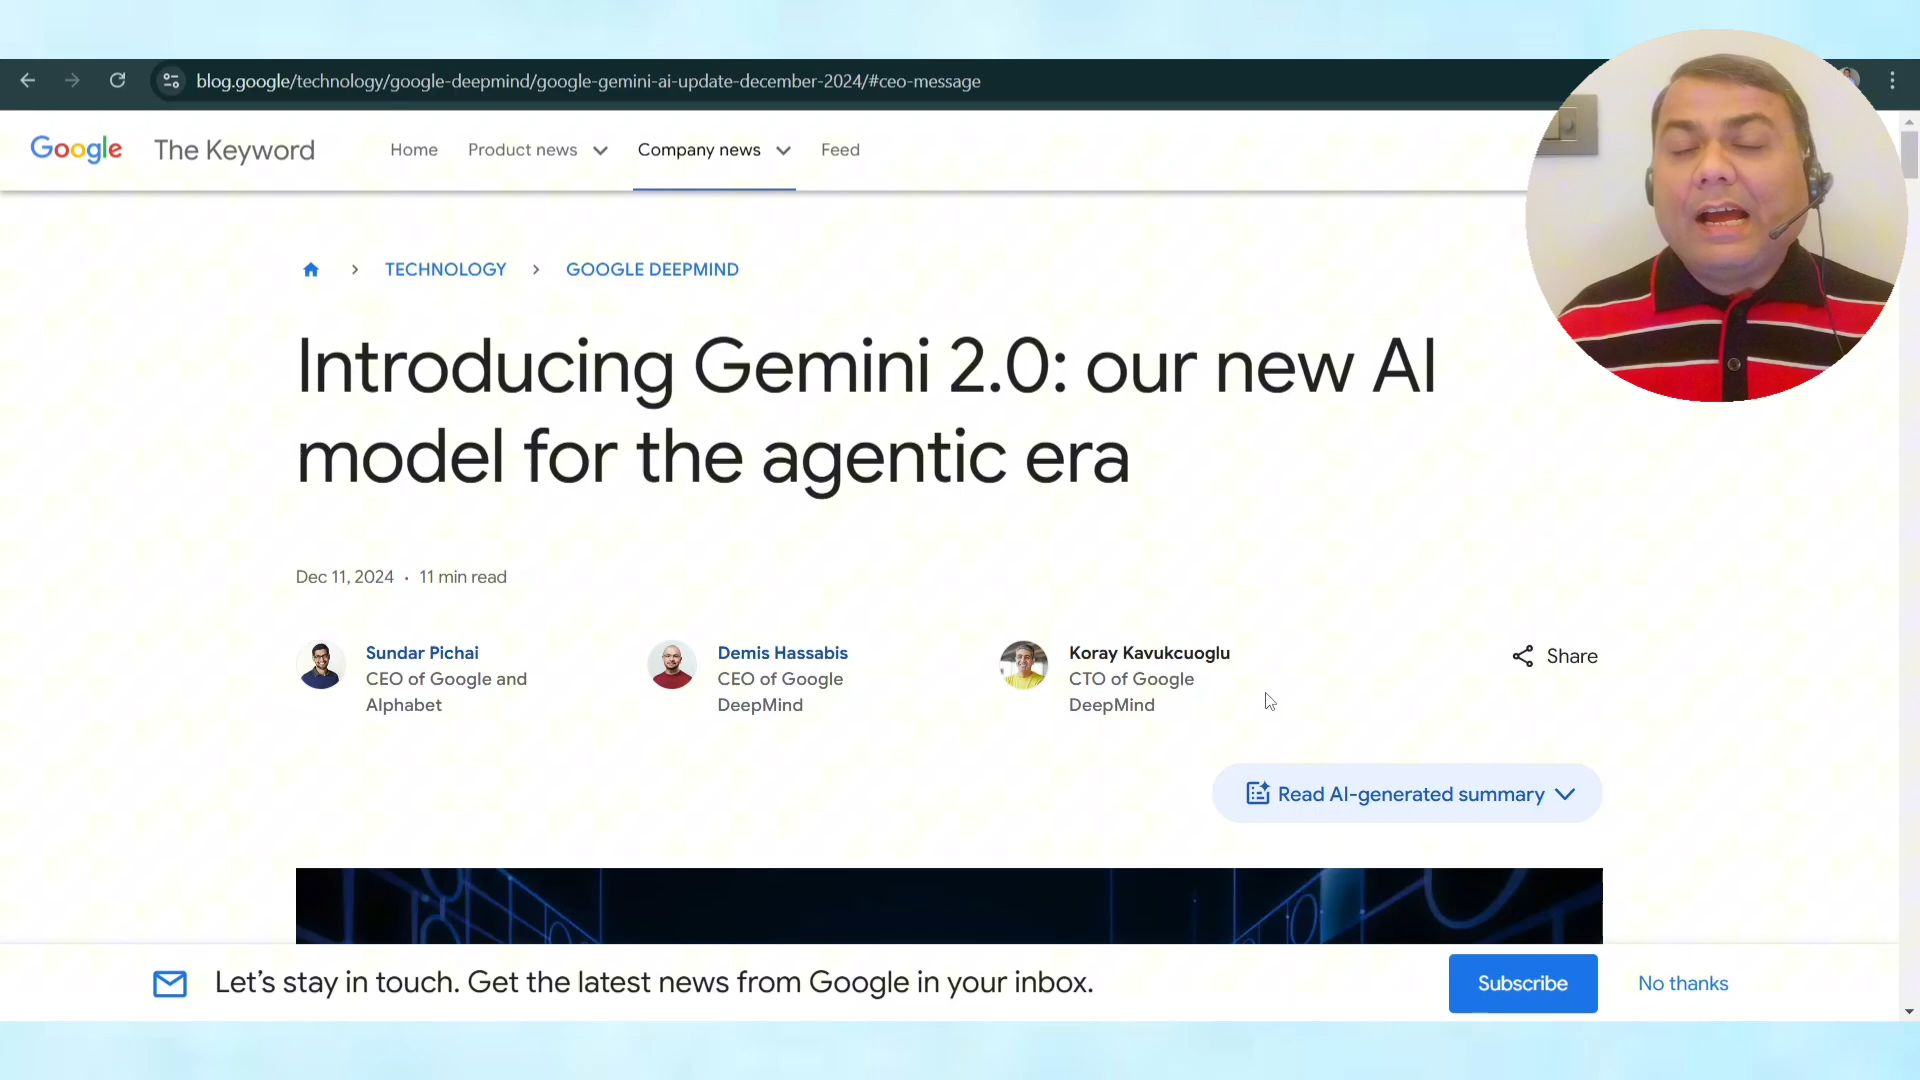 blog.google/technology/google-deepmind/google-gemini-ai-update-december-2024/#ceo-message
Google The Keyword Home Product news Company news Feed
TECHNOLOGY GOOGLE DEEPMIND
Introducing Gemini 2.0: our new AI
model for the agentic era
Dec 11, 2024 · 11 min read
Sundar Pichai
CEO of Google and
Alphabet
Demis Hassabis
CEO of Google
DeepMind
Koray Kavukcuoglu
CTO of Google
DeepMind
Share
Read AI-generated summary
Let's stay in touch. Get the latest news from Google in your inbox.
Subscribe
No thanks